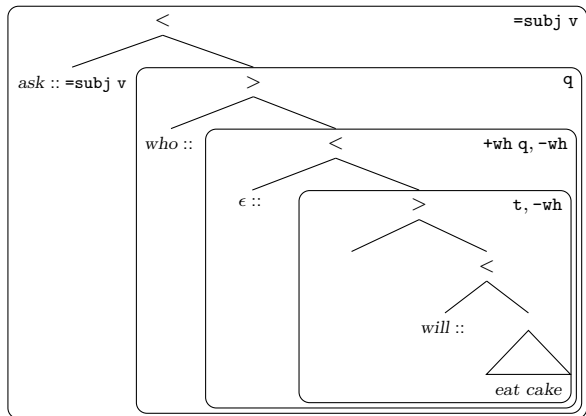 < =subj v
ask :: =subj v > q
who :: < +wh q, -wh
ϵ :: > t, -wh
<
will ::
eat cake